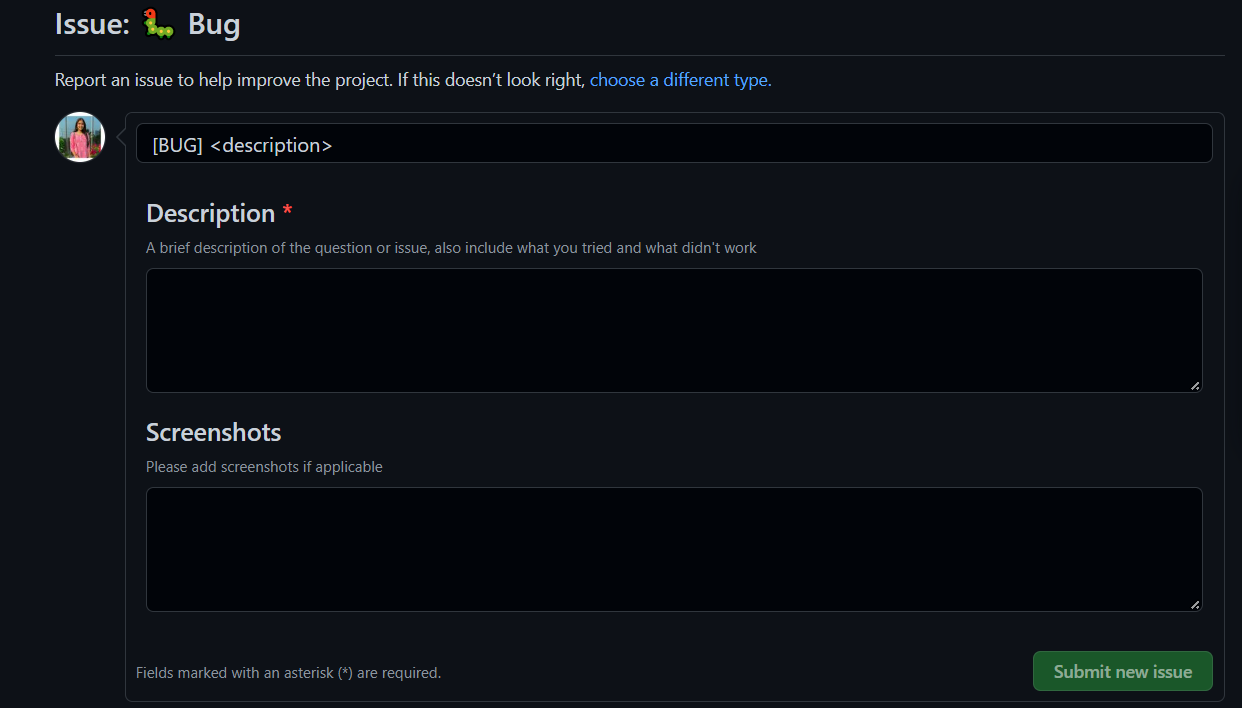 Issue: 🐛 Bug
Report an issue to help improve the project. If this doesn’t look right, choose a different type.
[BUG] <description>
Description *
A brief description of the question or issue, also include what you tried and what didn't work
Screenshots
Please add screenshots if applicable
Fields marked with an asterisk (*) are required.
Submit new issue